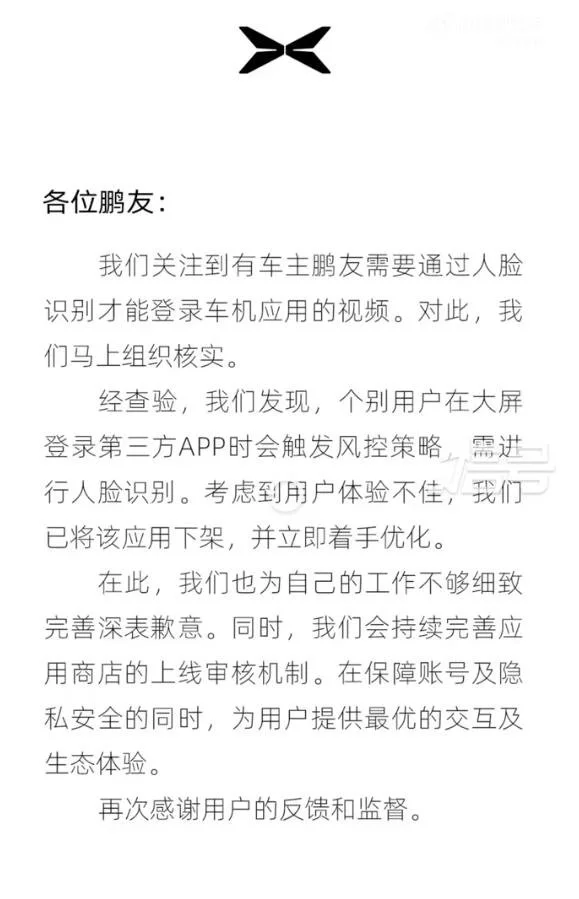 各位鹏友：
我们关注到有车主鹏友需要通过人脸
识别才能登录车机应用的视频。对此，我
们马上组织核实。
经查验，我们发现，个别用户在大屏
登录第三方APP时会触发风控策略，需进
行人脸识别。考虑到用户体验不佳，我们
已将该应用下架，并立即着手优化。
在此，我们也为自己的工作不够细致
完善深表歉意。同时，我们会持续完善应
用商店的上线审核机制。在保障账号及隐
私安全的同时，为用户提供最优的交互及
生态体验。
再次感谢用户的反馈和监督。